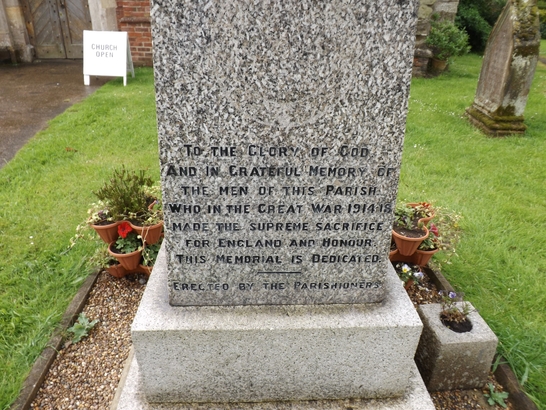 CHURCH
OPEN
TO THE GLORY OF GOD
AND IN GRATEFUL MEMORY OF
THE MEN OF THIS PARISH
WHO IN THE GREAT WAR 1914-18
MADE THE SUPREME SACRIFICE
FOR ENGLAND AND HONOUR
THIS MEMORIAL IS DEDICATED.
ERECTED BY THE PARISHIONERS